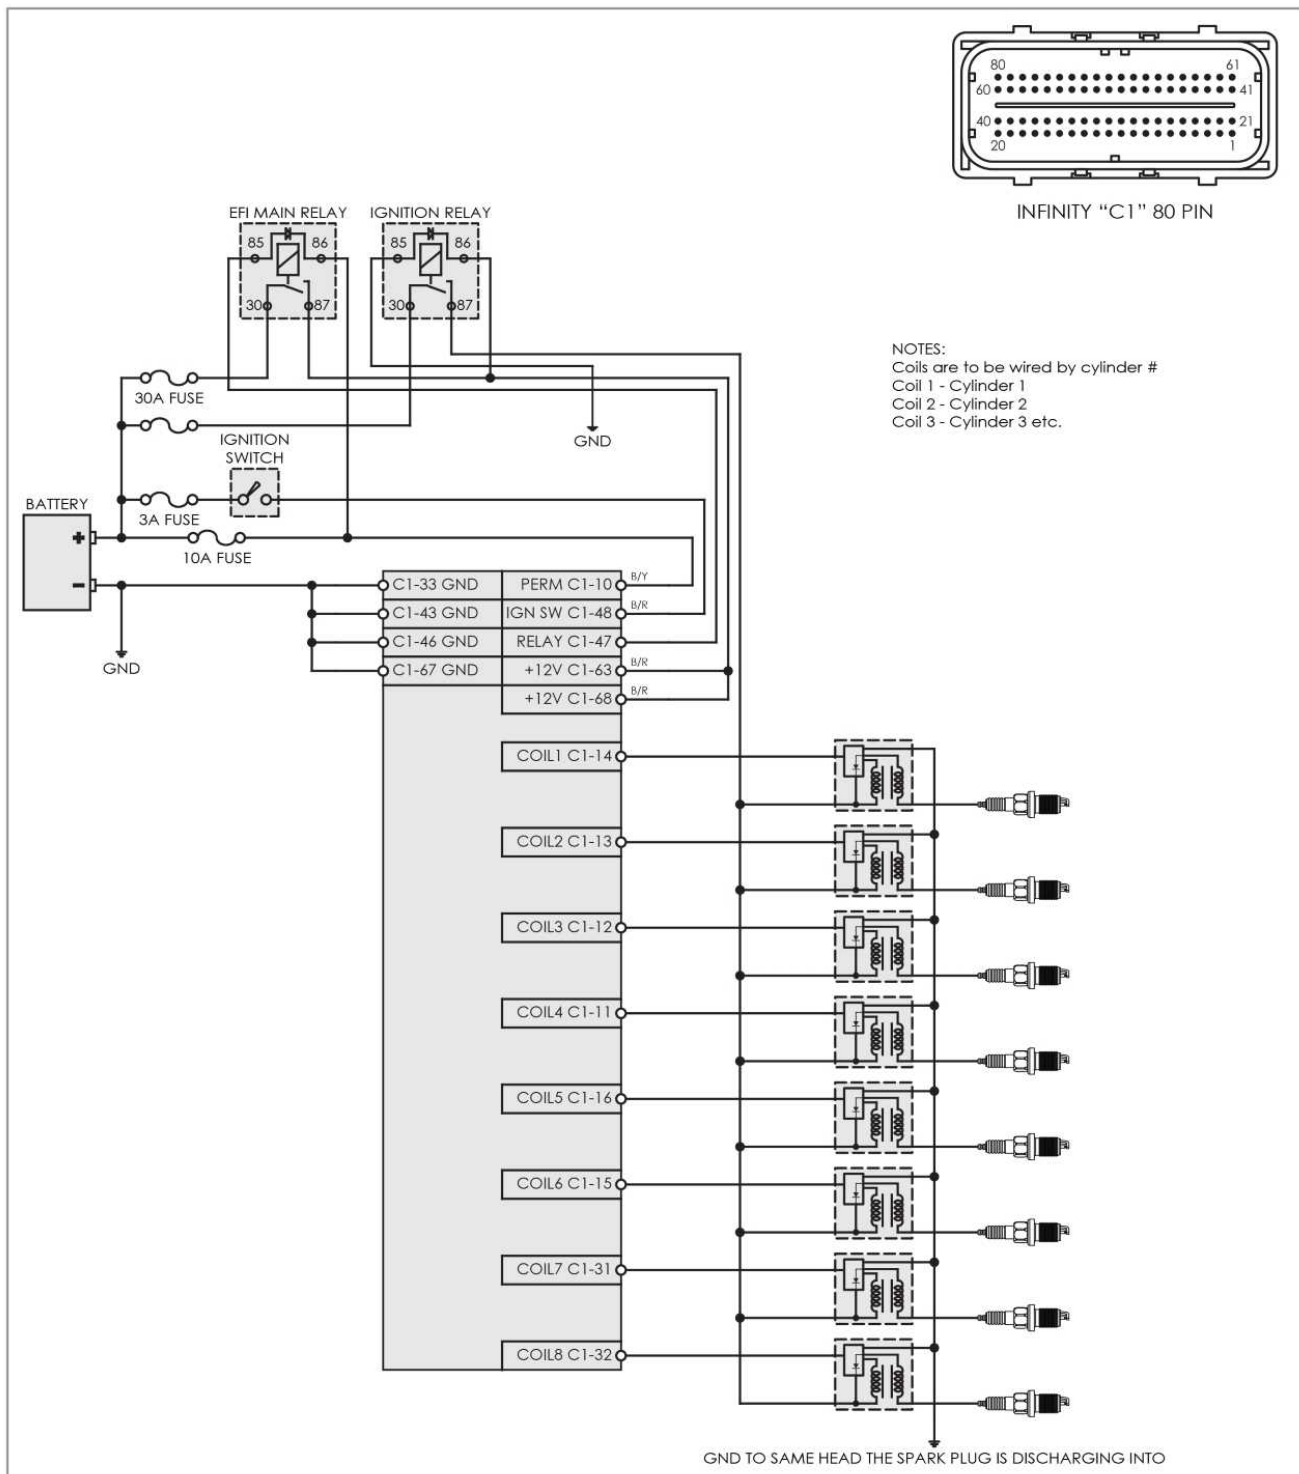 80 61
60 41
40 21
20 1
INFINITY “C1” 80 PIN
EFI MAIN RELAY
IGNITION RELAY
85 86
30 87
85 86
30 87
NOTES:
Coils are to be wired by cylinder #
Coil 1 - Cylinder 1
Coil 2 - Cylinder 2
Coil 3 - Cylinder 3 etc.
30A FUSE
GND
IGNITION
SWITCH
BATTERY
3A FUSE
+
10A FUSE
-
GND
C1-33 GND
PERM C1-10
B/Y
C1-43 GND
IGN SW C1-48
B/R
C1-46 GND
RELAY C1-47
C1-67 GND
+12V C1-63
B/R
+12V C1-68
B/R
COIL1 C1-14
COIL2 C1-13
COIL3 C1-12
COIL4 C1-11
COIL5 C1-16
COIL6 C1-15
COIL7 C1-31
COIL8 C1-32
GND TO SAME HEAD THE SPARK PLUG IS DISCHARGING INTO